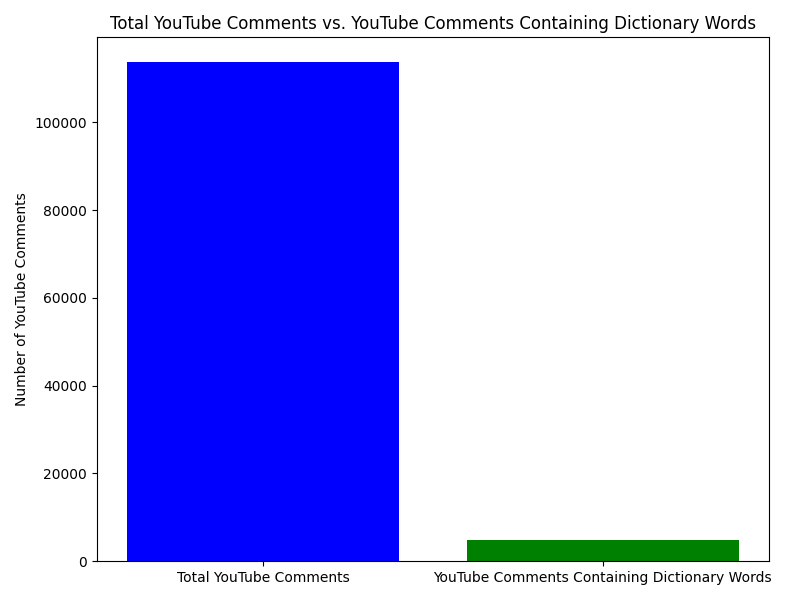 Total YouTube Comments vs. YouTube Comments Containing Dictionary Words
Number of YouTube Comments
100000
80000
60000
40000
20000
0
Total YouTube Comments
YouTube Comments Containing Dictionary Words